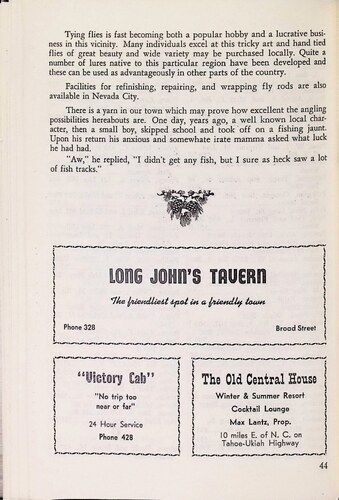 Tying flies is fast becoming both a popular hobby and a lucrative busi-
ness in this vicinity. Many individuals excel at this tricky art and hand tied
flies of great beauty and wide variety may be purchased locally. Quite a
number of lures native to this particular region have been developed and
these can be used as advantageously in other parts of the country.
Facilities for refinishing, repairing, and wrapping fly rods are also
available in Nevada City.
There is a yarn in our town which may prove how excellent the angling
possibilities hereabouts are. One day, years ago, a well known local char-
acter, then a small boy, skipped school and took off on a fishing jaunt.
Upon his return his anxious and somewhat irate mamma asked what luck
he had had.
"Aw," he replied, "I didn't get any fish, but I sure as heck saw a lot
of fish tracks."
LONG JOHN'S TAVERN
The friendliest spot in a friendly town
Phone 328 Broad Street
"Victory Cab"
"No trip too
near or far"
24 Hour Service
Phone 428
The Old Central House
Winter & Summer Resort
Cocktail Lounge
Max Lantz, Prop.
10 miles E. of N. C. on
Tahoe-Ukiah Highway
44